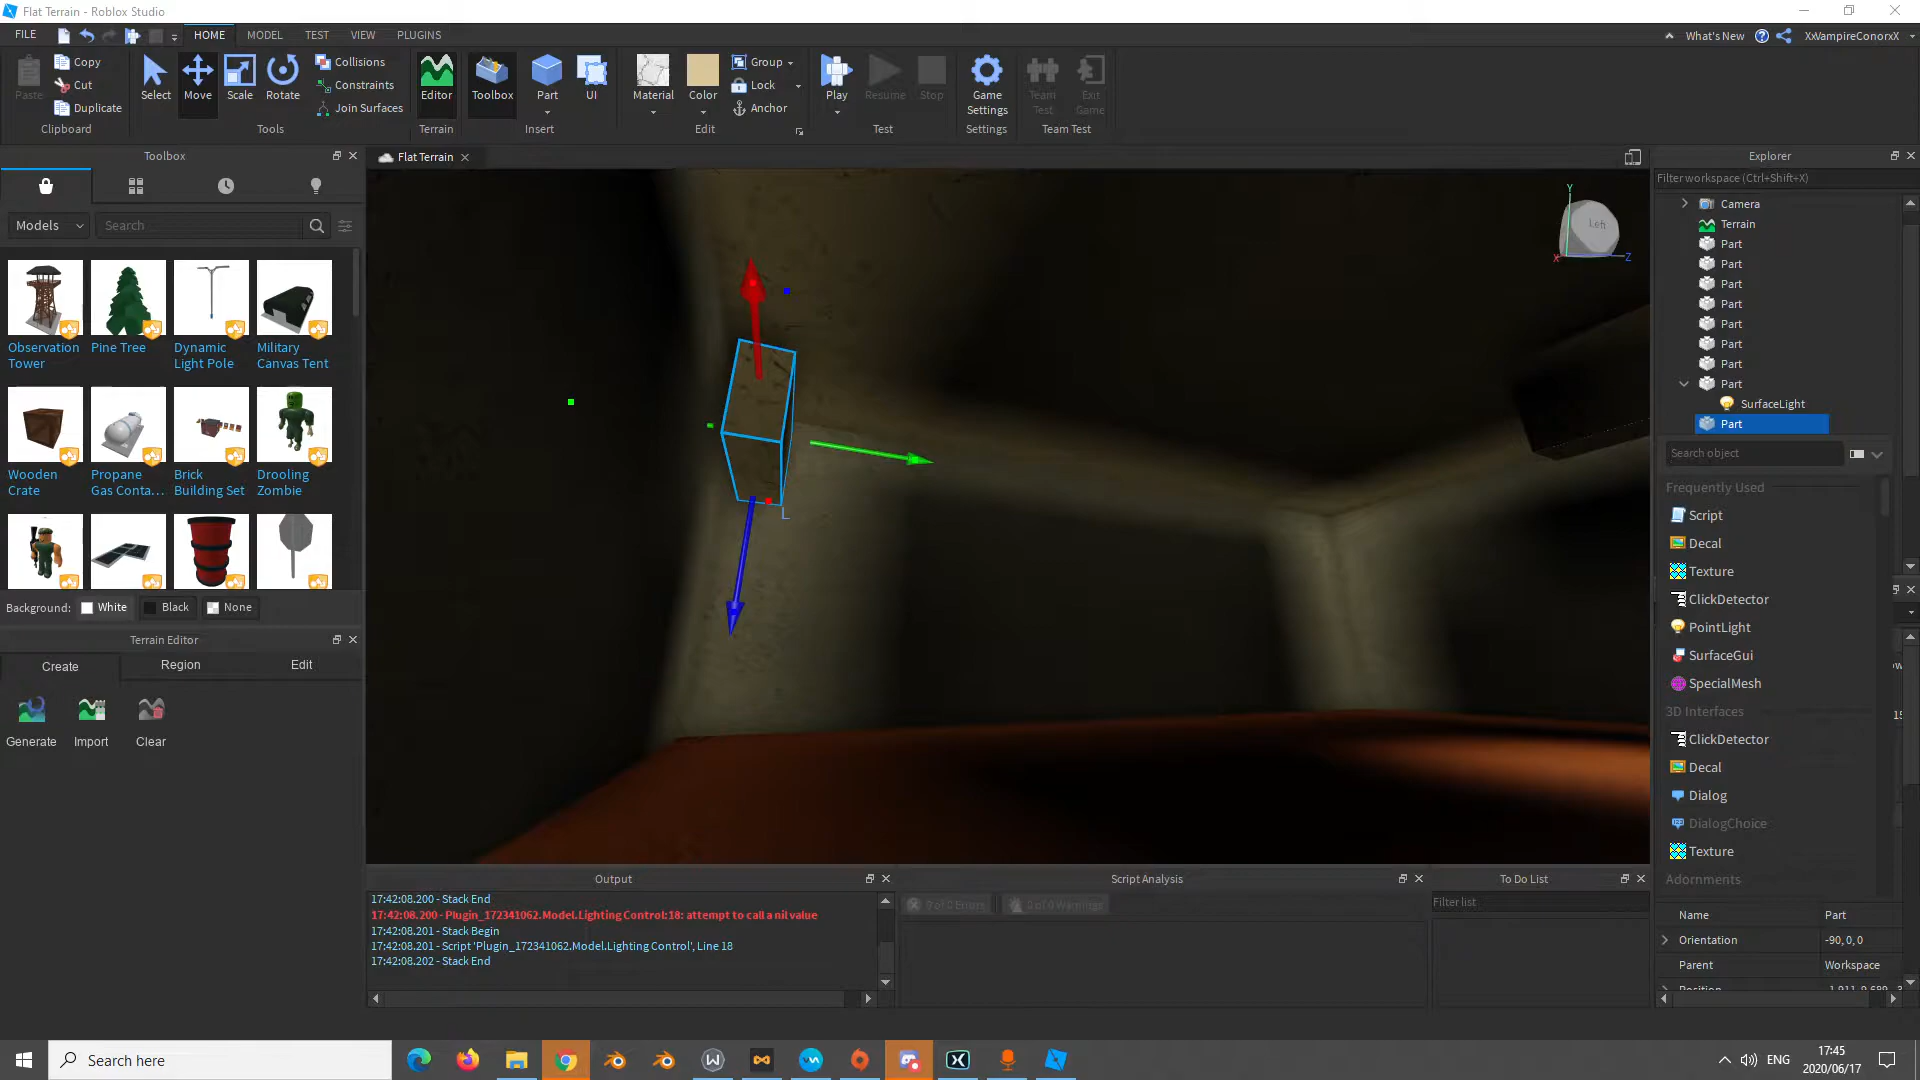 Flat Terrain - Roblox Studio
FILE
HOME
MODEL
TEST
VIEW
PLUGINS
What's New
XxVampireConorxX
Paste
Copy
Cut
Duplicate
Clipboard
Select
Move
Scale
Rotate
Collisions
Constraints
Join Surfaces
Tools
Editor
Terrain
Toolbox
Part
UI
Insert
Material
Color
Group
Lock
Anchor
Edit
Play
Resume
Stop
Test
Game Settings
Settings
Team Test
Exit Game
Team Test
Toolbox
Models
Search
Observation Tower
Pine Tree
Dynamic Light Pole
Military Canvas Tent
Wooden Crate
Propane Gas Conta...
Brick Building Set
Drooling Zombie
Background:
White
Black
None
Terrain Editor
Create
Region
Edit
Generate
Import
Clear
Flat Terrain
Y
Left
X
Z
L
Output
17:42:08.200 - Stack End
17:42:08.200 - Plugin_172341062.Model.Lighting Control:18: attempt to call a nil value
17:42:08.201 - Stack Begin
17:42:08.201 - Script 'Plugin_172341062.Model.Lighting Control', Line 18
17:42:08.202 - Stack End
Script Analysis
0 of 0 Errors
0 of 0 Warnings
To Do List
Filter list
Explorer
Filter workspace (Ctrl+Shift+X)
Camera
Terrain
Part
Part
Part
Part
Part
Part
Part
Part
SurfaceLight
Part
Search object
Frequently Used
Script
Decal
Texture
ClickDetector
PointLight
SurfaceGui
SpecialMesh
3D Interfaces
ClickDetector
Decal
Dialog
DialogChoice
Texture
Adornments
Name
Part
Orientation
-90, 0, 0
Parent
Workspace
Search here
ENG
17:45
2020/06/17